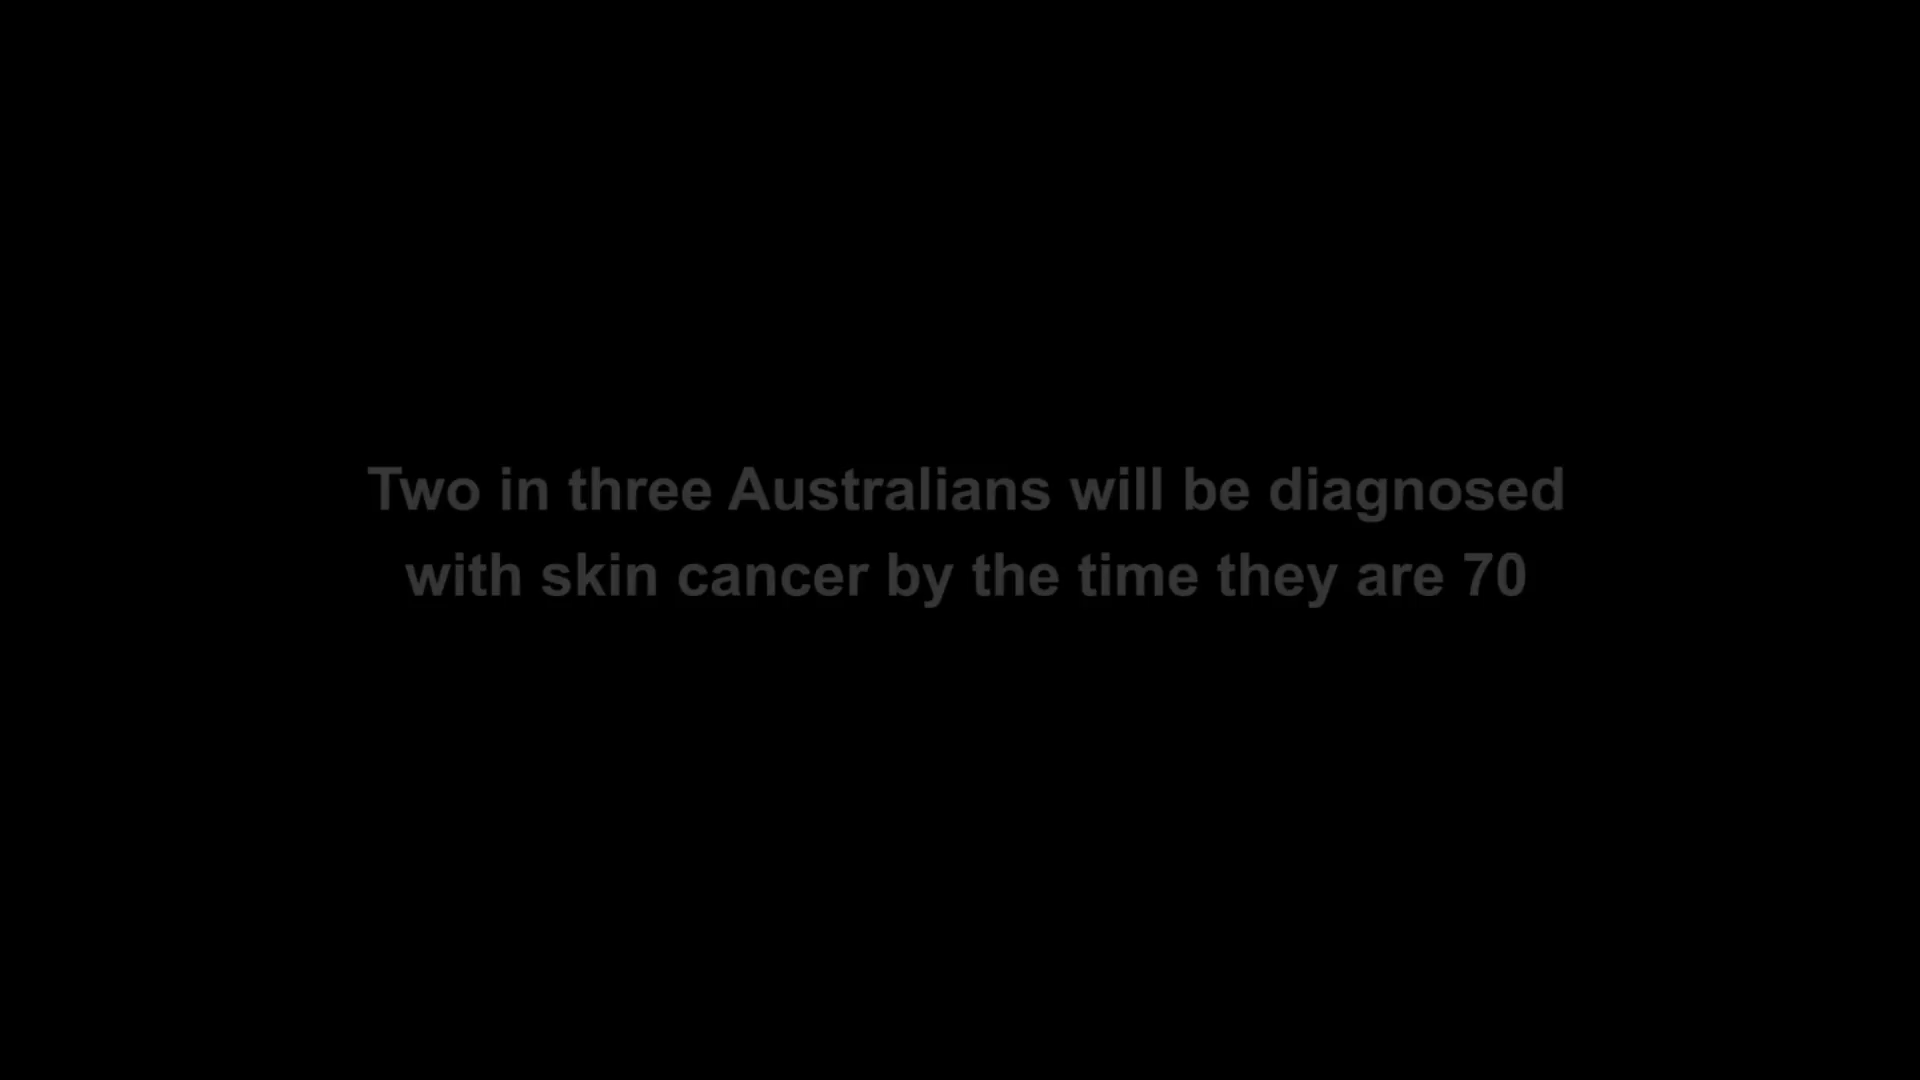 Two in three Australians will be diagnosed
with skin cancer by the time they are 70